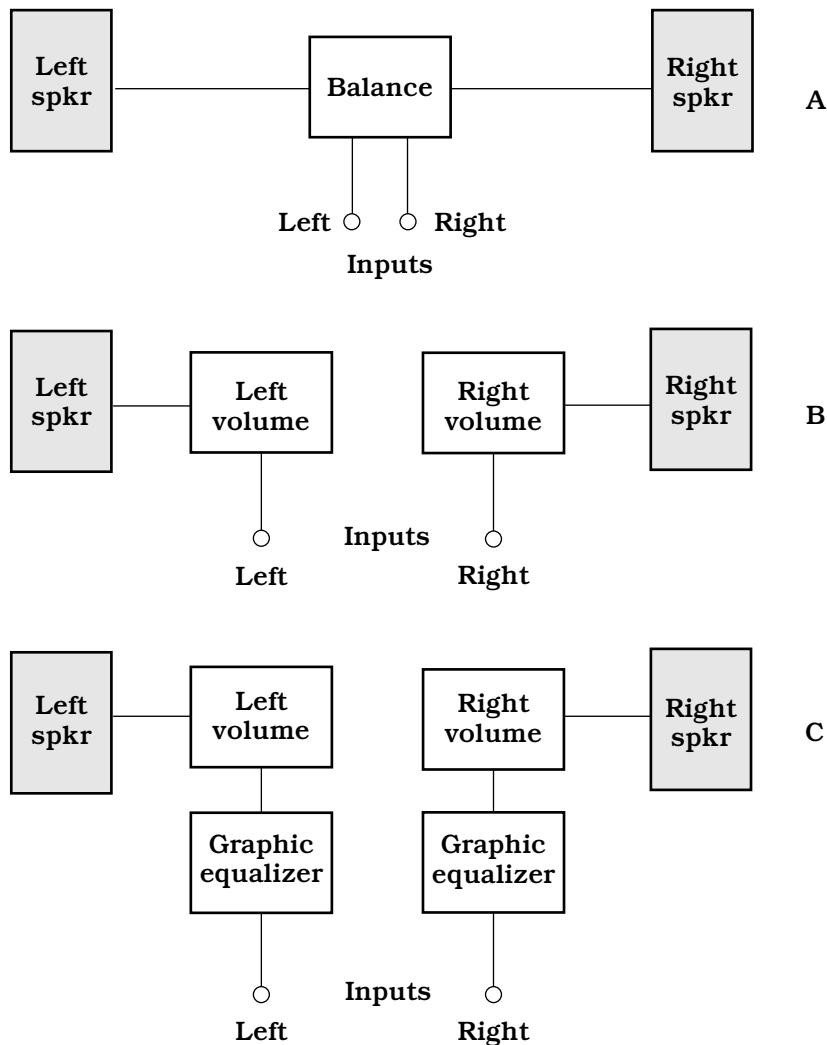 Left
spkr
Balance
Right
spkr
A
Left
Right
Inputs
Left
spkr
Left
volume
Right
volume
Right
spkr
B
Inputs
Left
Right
Left
spkr
Left
volume
Right
volume
Right
spkr
C
Graphic
equalizer
Graphic
equalizer
Inputs
Left
Right